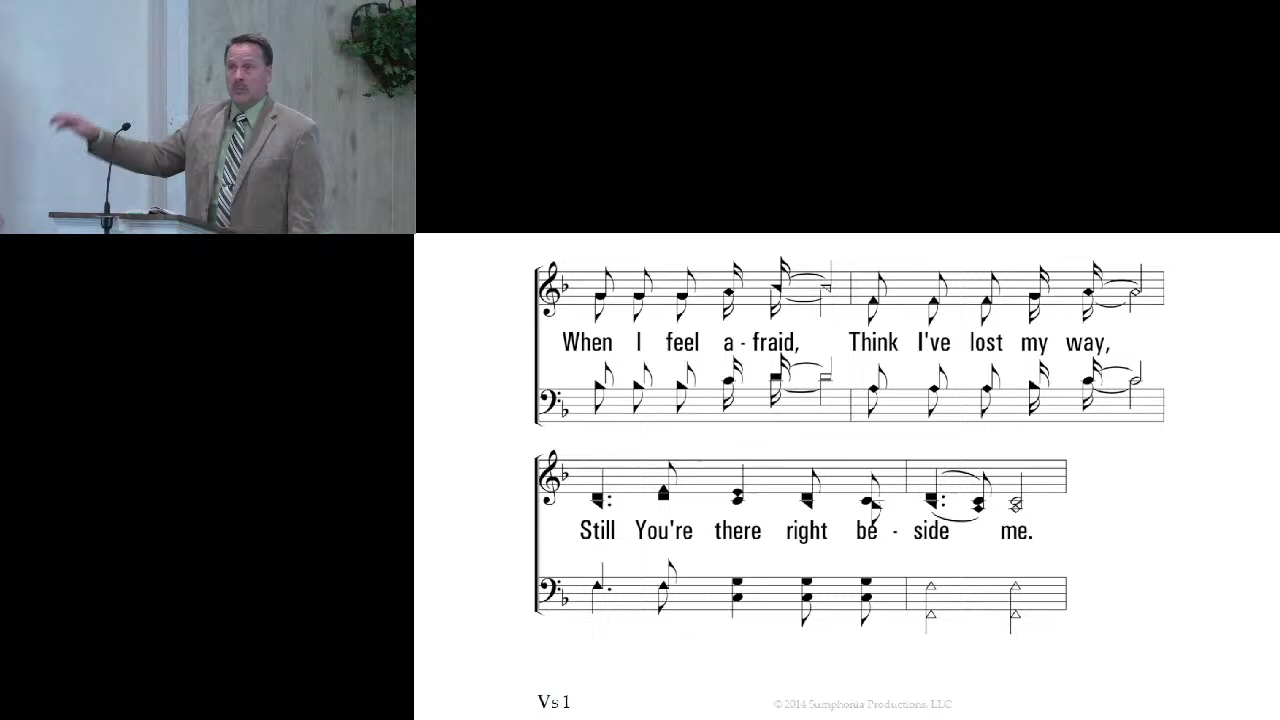 When I feel a - fraid, Think I've lost my way,
Still You're there right be - side me.
Vs 1
© 2014 Sumphonia Productions, LLC